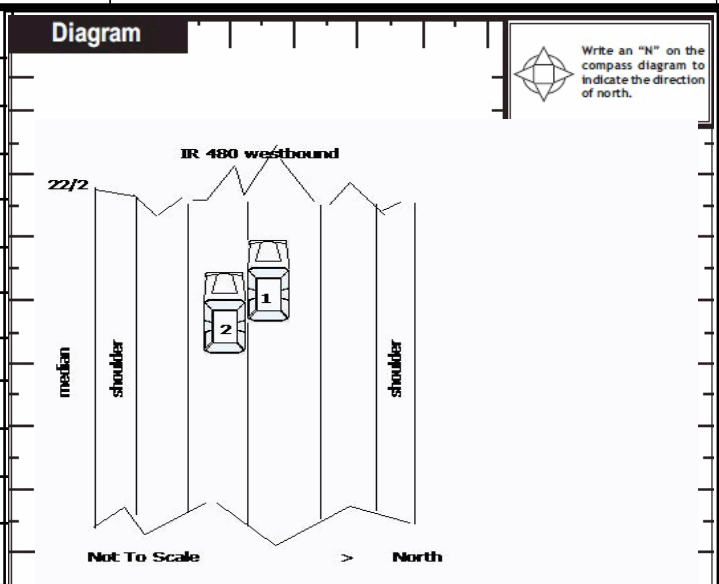 Diagram
Write an “N” on the
compass diagram to
indicate the direction
of north.
IR 480 westbound
22/2
1
2
median
shoulder
shoulder
Not To Scale
> North